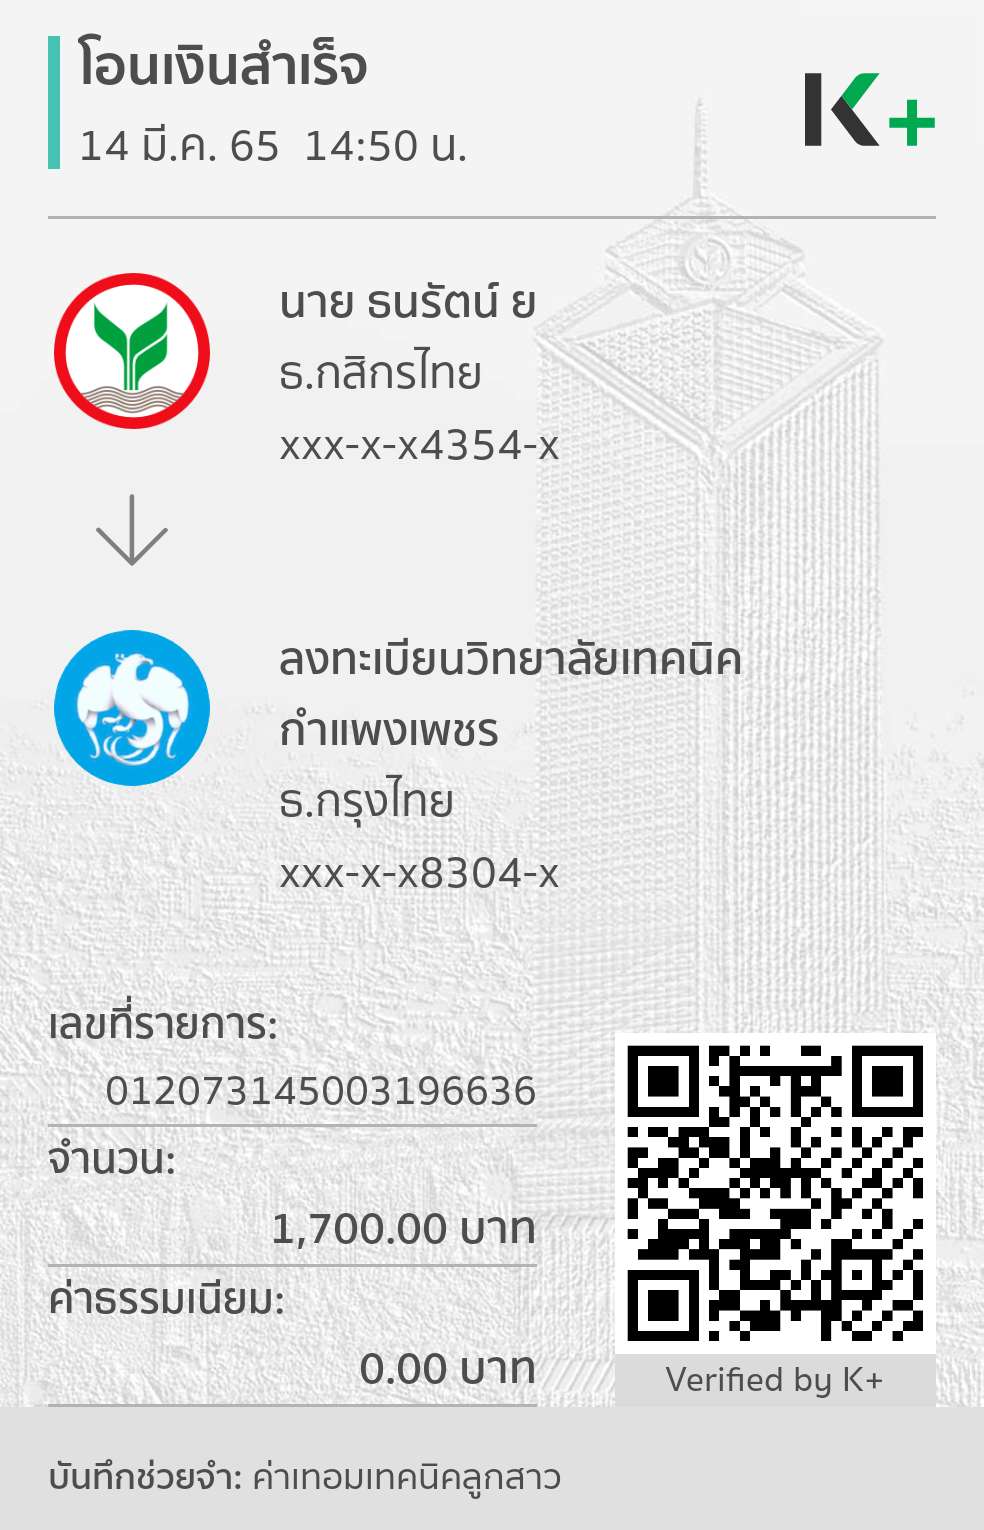 โอนเงินสำเร็จ
14 มี.ค. 65  14:50 น.
K+
นาย ธนรัตน์ ย
ธ.กสิกรไทย
xxx-x-x4354-x
ลงทะเบียนวิทยาลัยเทคนิค
กำแพงเพชร
ธ.กรุงไทย
xxx-x-x8304-x
เลขที่รายการ:
012073145003196636
จำนวน:
1,700.00 บาท
ค่าธรรมเนียม:
0.00 บาท
Verified by K+
บันทึกช่วยจำ: ค่าเทอมเทคนิคลูกสาว